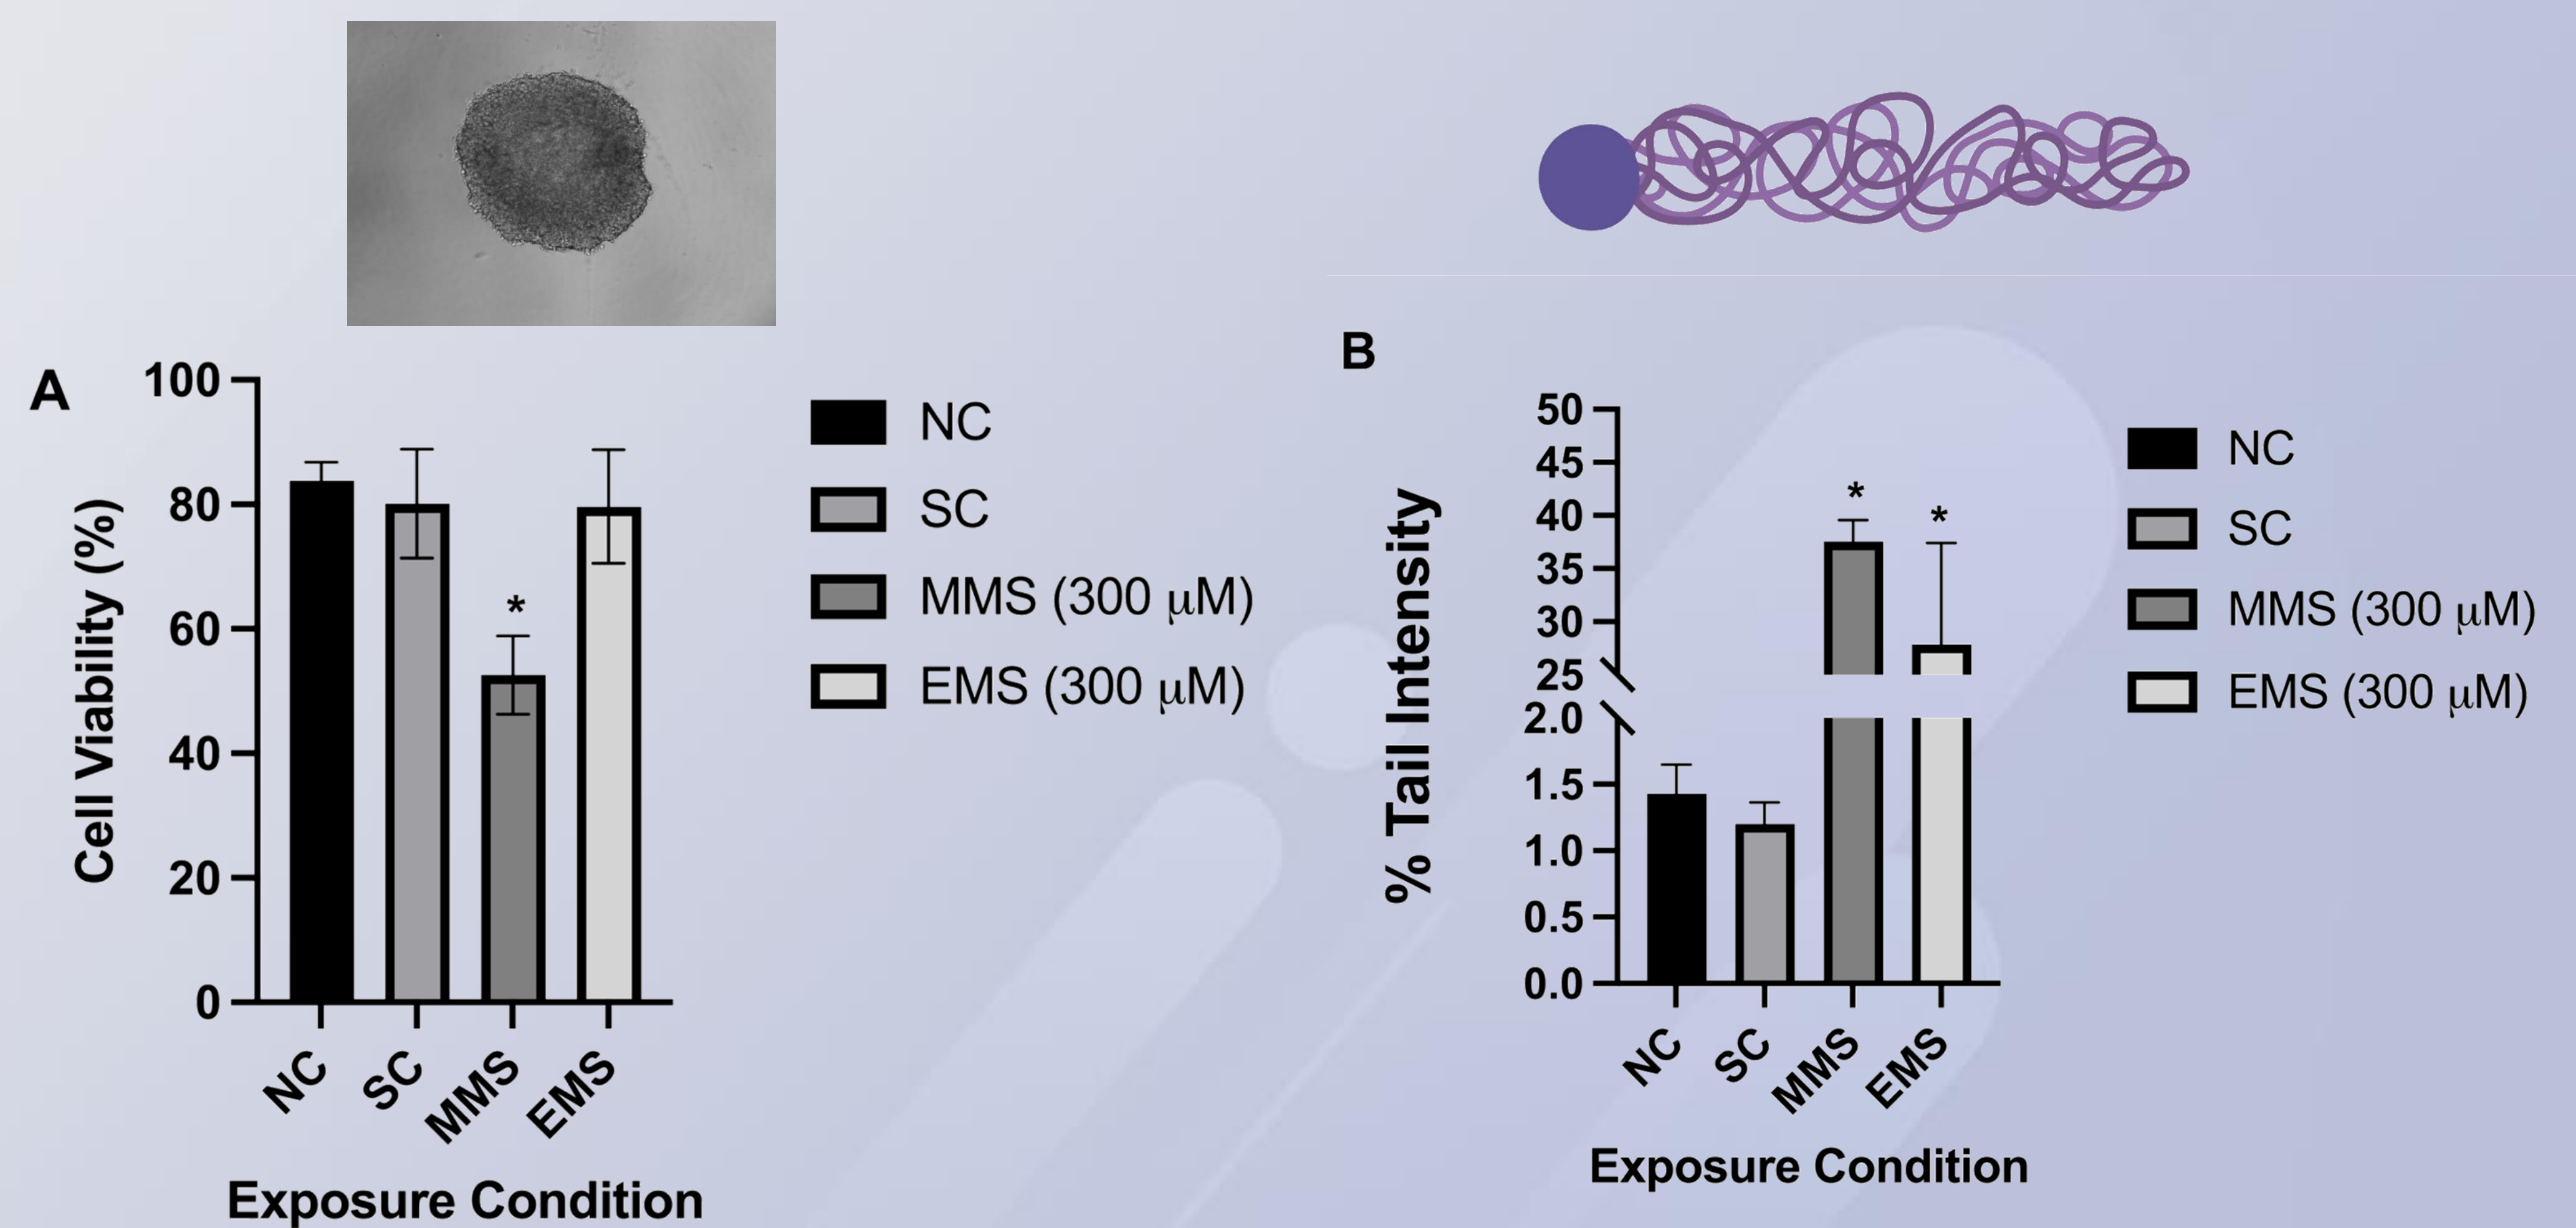 A
100
80
60
40
20
0
Cell Viability (%)
*
NC
SC
MMS
EMS
Exposure Condition
NC
SC
MMS (300 μM)
EMS (300 μM)
B
50
45
40
35
30
25
2.0
1.5
1.0
0.5
0.0
% Tail Intensity
*
*
NC
SC
MMS
EMS
Exposure Condition
NC
SC
MMS (300 μM)
EMS (300 μM)